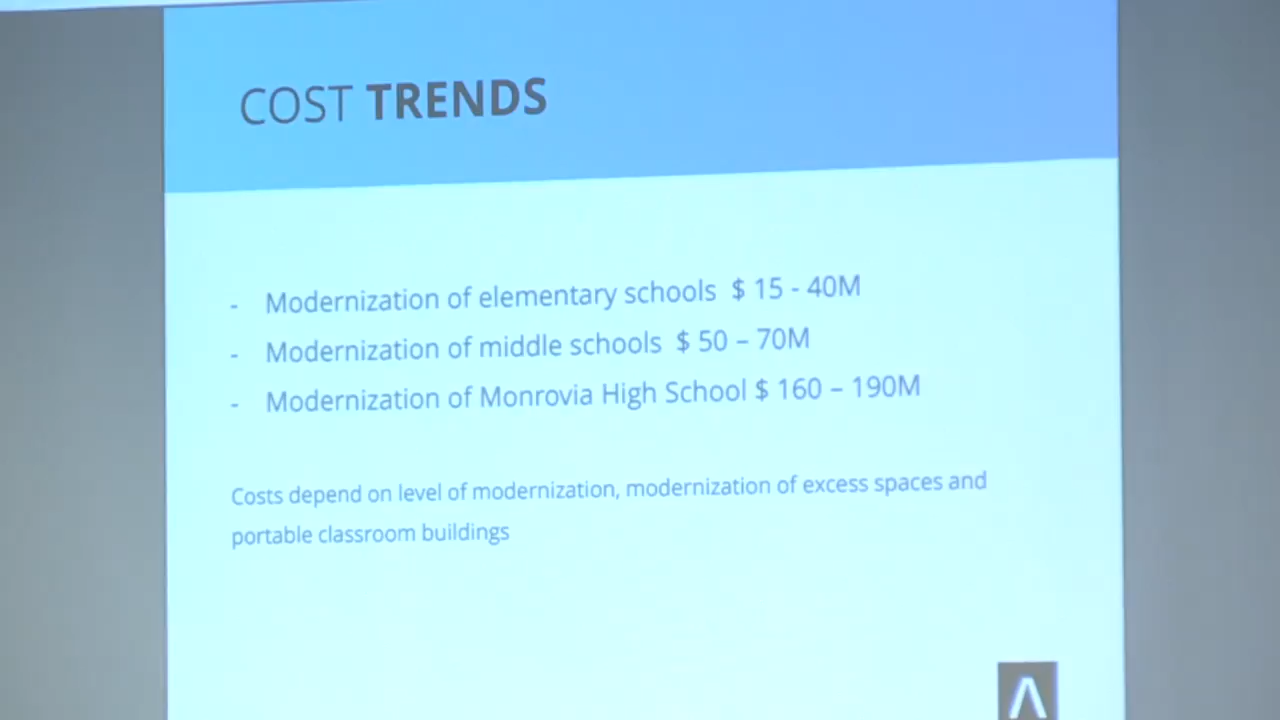 COST TRENDS
- Modernization of elementary schools $ 15 - 40M
- Modernization of middle schools $ 50 – 70M
- Modernization of Monrovia High School $ 160 – 190M
Costs depend on level of modernization, modernization of excess spaces and
portable classroom buildings